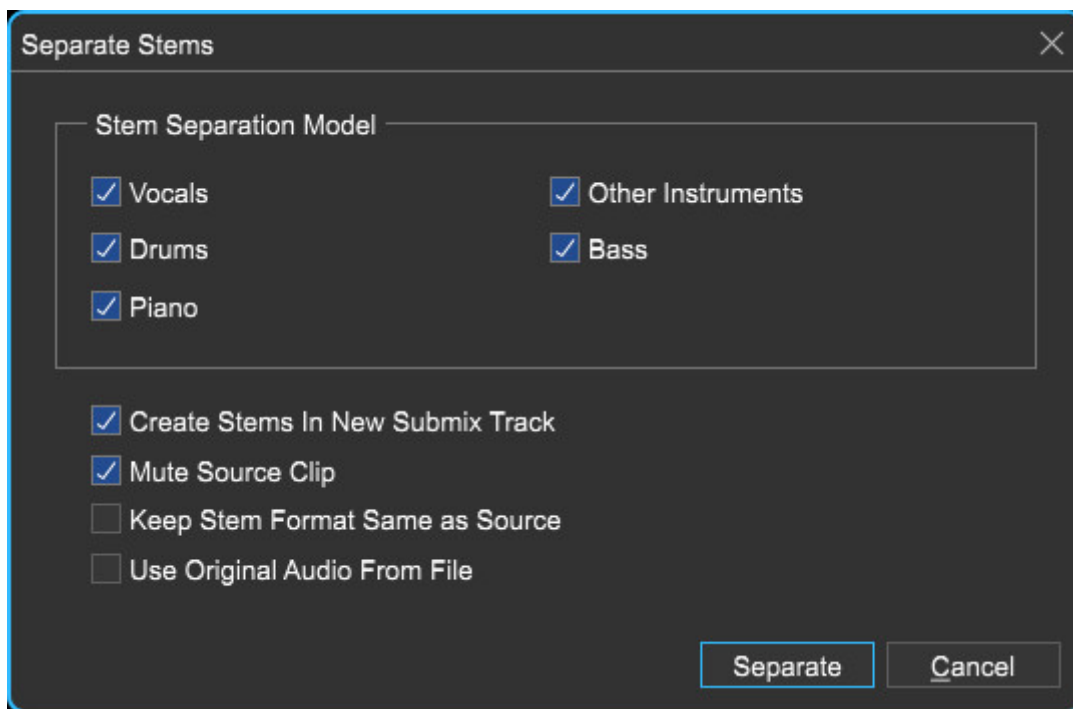 Separate Stems
Stem Separation Model
Vocals
Other Instruments
Drums
Bass
Piano
Create Stems In New Submix Track
Mute Source Clip
Keep Stem Format Same as Source
Use Original Audio From File
Separate
Cancel